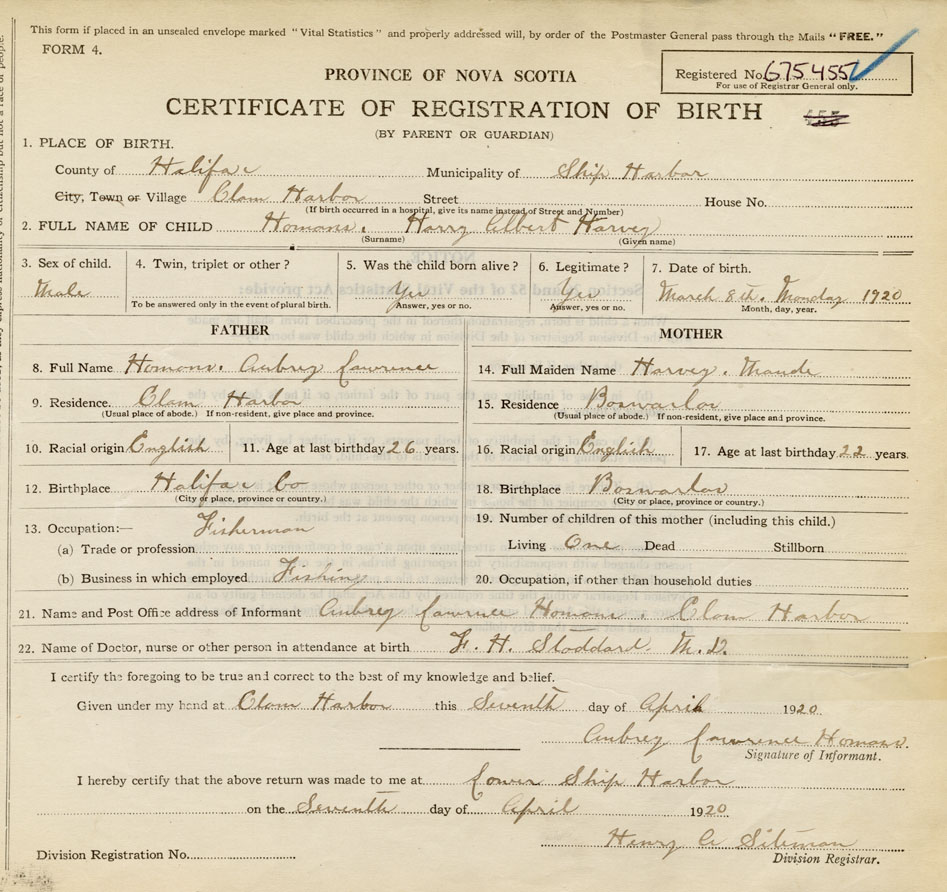 This form if placed in an unsealed envelope marked "Vital Statistics" and properly addressed will, by order of the Postmaster General pass through the Mails "FREE."
FORM 4.
PROVINCE OF NOVA SCOTIA
Registered No. 675455
For use of Registrar General only.
CERTIFICATE OF REGISTRATION OF BIRTH
(BY PARENT OR GUARDIAN)
1. PLACE OF BIRTH.
County of Halifax Municipality of Ship Harbor
City, Town or Village Clam Harbor Street House No.
(If birth occurred in a hospital, give its name instead of Street and Number)
2. FULL NAME OF CHILD Homans. Harry Albert Harvey
(Surname) (Given name)
3. Sex of child. 4. Twin, triplet or other? 5. Was the child born alive? 6. Legitimate? 7. Date of birth.
Male Yes Yes March 8th. Monday 1920
To be answered only in the event of plural birth. Answer, yes or no. Answer, yes or no. Month, day, year.
FATHER MOTHER
8. Full Name Homans. Aubrey Lawrence 14. Full Maiden Name Harvey. Maude
9. Residence. Clam Harbor 15. Residence Boswarlos
(Usual place of abode.) If non-resident, give place and province. (Usual place of abode.) If non-resident, give place and province.
10. Racial origin English 11. Age at last birthday 26 years. 16. Racial origin English 17. Age at last birthday 22 years.
12. Birthplace Halifax Co 18. Birthplace Boswarlos
(City or place, province or country.) (City or place, province or country.)
13. Occupation:— Fisherman 19. Number of children of this mother (including this child.)
(a) Trade or profession Living One Dead Stillborn
(b) Business in which employed Fishing 20. Occupation, if other than household duties
21. Name and Post Office address of Informant Aubrey Lawrence Homans. Clam Harbor
22. Name of Doctor, nurse or other person in attendance at birth F. H. Stoddard. M.D.
I certify the foregoing to be true and correct to the best of my knowledge and belief.
Given under my hand at Clam Harbor this Seventh day of April 1920
Aubrey Lawrence Homans.
Signature of Informant.
I hereby certify that the above return was made to me at Lower Ship Harbor
on the Seventh day of April 1920
Henry A Siteman
Division Registration No. Division Registrar.